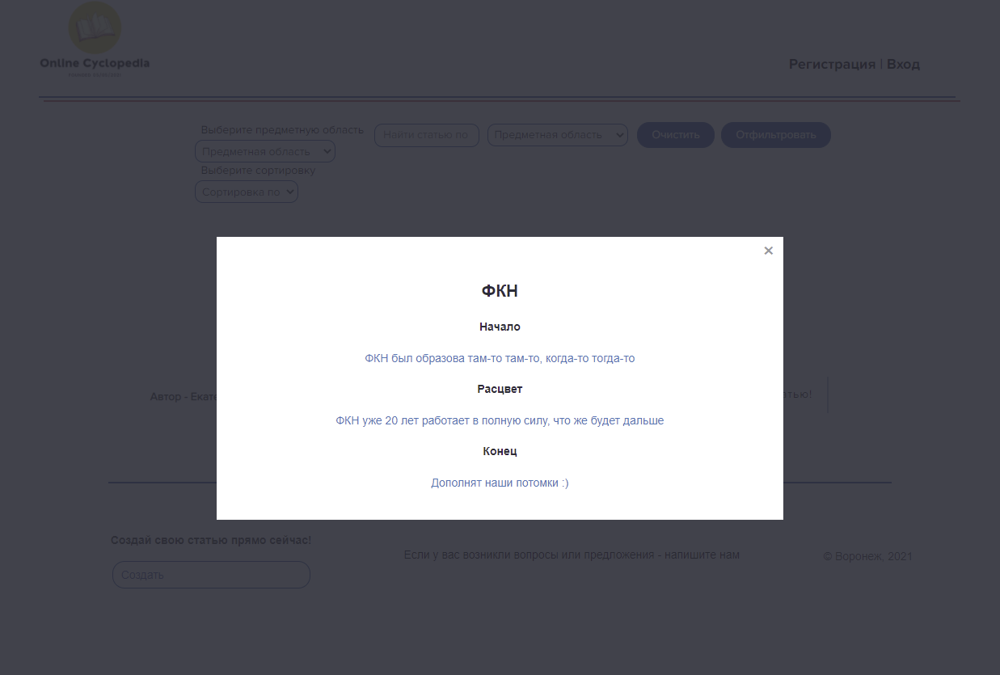 Online Cyclopedia
Регистрация | Вход
Выберите предметную область
Найти статью по
Предметная область
Очистить
Отфильтровать
Предметная область
Выберите сортировку
Сортировка по
×
ФКН
Начало
ФКН был образова там-то там-то, когда-то тогда-то
Расцвет
Автор - Екате
етью!
ФКН уже 20 лет работает в полную силу, что же будет дальше
Конец
Дополнят наши потомки :)
Создай свою статью прямо сейчас!
Если у вас возникли вопросы или предложения - напишите нам
© Воронеж, 2021
Создать